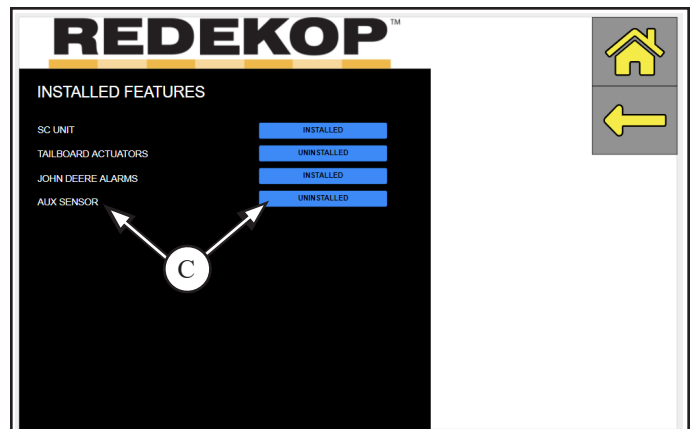 REDEKOP™
INSTALLED FEATURES
SC UNIT INSTALLED
TAILBOARD ACTUATORS UNINSTALLED
JOHN DEERE ALARMS INSTALLED
AUX SENSOR UNINSTALLED
C